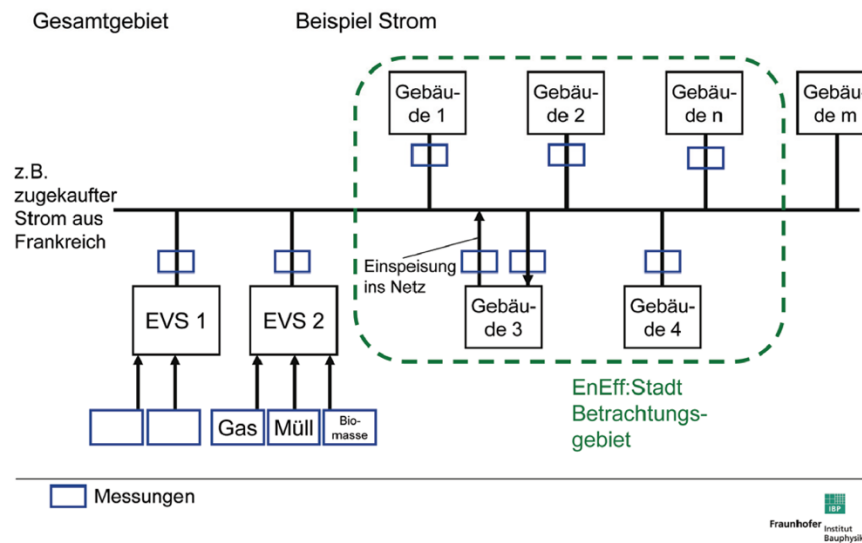 Gesamtgebiet
Beispiel Strom
Gebäu-
de 1
Gebäu-
de 2
Gebäu-
de n
Gebäu-
de m
z.B.
zugekaufter
Strom aus
Frankreich
Einspeisung
ins Netz
EVS 1
EVS 2
Gebäu-
de 3
Gebäu-
de 4
Gas
Müll
Bio-
masse
EnEff:Stadt
Betrachtungs-
gebiet
Messungen
IBP
Fraunhofer Institut
Bauphysik